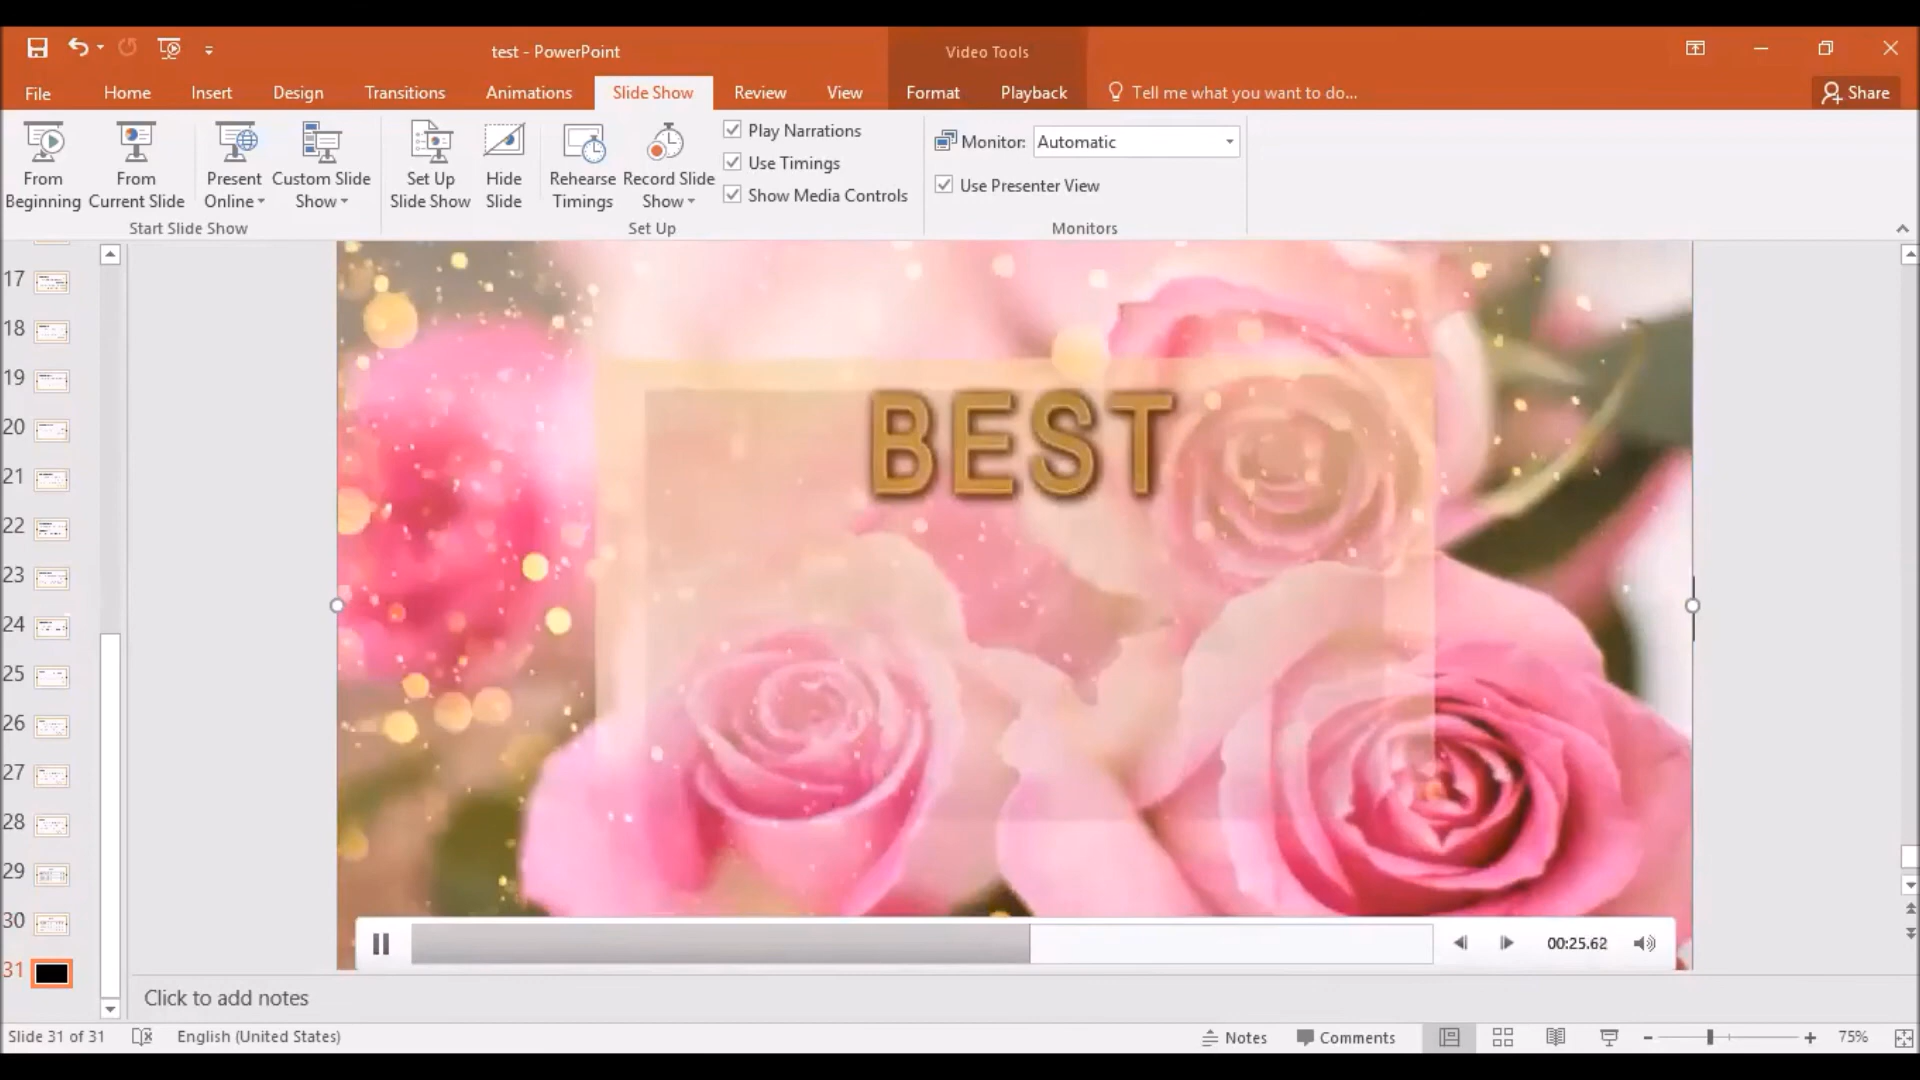 test - PowerPoint
Video Tools
File Home Insert Design Transitions Animations Slide Show Review View Format Playback Tell me what you want to do... Share
From Beginning
From Current Slide
Present Online
Custom Slide Show
Start Slide Show
Set Up Slide Show
Hide Slide
Rehearse Timings
Record Slide Show
Play Narrations
Use Timings
Show Media Controls
Set Up
Monitor: Automatic
Use Presenter View
Monitors
17
18
19
20
21
22
23
24
25
26
27
28
29
30
31
BEST
00:25.62
Click to add notes
Slide 31 of 31 English (United States) Notes Comments 75%